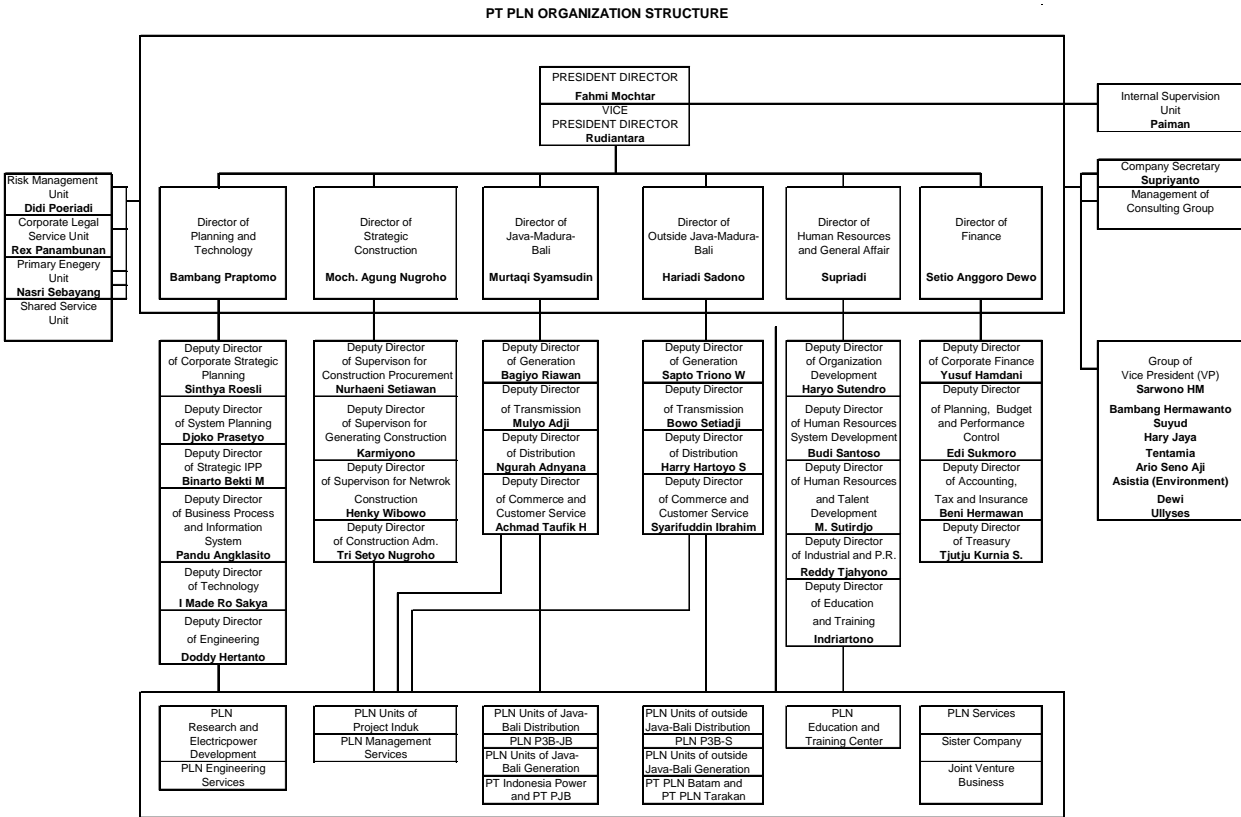 PT PLN ORGANIZATION STRUCTURE
PRESIDENT DIRECTOR
Fahmi Mochtar
VICE
PRESIDENT DIRECTOR
Rudiantara
Internal Supervision
Unit
Paiman
Company Secretary
Supriyanto
Management of
Consulting Group
Risk Management
Unit
Didi Poeriadi
Corporate Legal
Service Unit
Rex Panambunan
Primary Enegery
Unit
Nasri Sebayang
Shared Service
Unit
Director of
Planning and
Technology
Bambang Praptomo
Director of
Strategic
Construction
Moch. Agung Nugroho
Director of
Java-Madura-
Bali
Murtaqi Syamsudin
Director of
Outside Java-Madura-
Bali
Hariadi Sadono
Director of
Human Resources
and General Affair
Supriadi
Director of
Finance
Setio Anggoro Dewo
Deputy Director
of Corporate Strategic
Planning
Sinthya Roesli
Deputy Director
of System Planning
Djoko Prasetyo
Deputy Director
of Strategic IPP
Binarto Bekti M
Deputy Director
of Business Process
and Information
System
Pandu Angklasito
Deputy Director
of Technology
I Made Ro Sakya
Deputy Director
of Engineering
Doddy Hertanto
Deputy Director
of Supervison for
Construction Procurement
Nurhaeni Setiawan
Deputy Director
of Supervison for
Generating Construction
Karmiyono
Deputy Director
of Supervison for Netwrok
Construction
Henky Wibowo
Deputy Director
of Construction Adm.
Tri Setyo Nugroho
Deputy Director
of Generation
Bagiyo Riawan
Deputy Director
of Transmission
Mulyo Adji
Deputy Director
of Distribution
Ngurah Adnyana
Deputy Director
of Commerce and
Customer Service
Achmad Taufik H
Deputy Director
of Generation
Sapto Triono W
Deputy Director
of Transmission
Bowo Setiadji
Deputy Director
of Distribution
Harry Hartoyo S
Deputy Director
of Commerce and
Customer Service
Syarifuddin Ibrahim
Deputy Director
of Organization
Development
Haryo Sutendro
Deputy Director
of Human Resources
System Development
Budi Santoso
Deputy Director
of Human Resources
and Talent
Development
M. Sutirdjo
Deputy Director
of Industrial and P.R.
Reddy Tjahyono
Deputy Director
of Education
and Training
Indriartono
Deputy Director
of Corporate Finance
Yusuf Hamdani
Deputy Director
of Planning, Budget
and Performance
Control
Edi Sukmoro
Deputy Director
of Accounting,
Tax and Insurance
Beni Hermawan
Deputy Director
of Treasury
Tjutju Kurnia S.
Group of
Vice President (VP)
Sarwono HM
Bambang Hermawanto
Suyud
Hary Jaya
Tentamia
Ario Seno Aji
Asistia (Environment)
Dewi
Ullyses
PLN
Research and
Electricpower
Development
PLN Engineering
Services
PLN Units of
Project Induk
PLN Management
Services
PLN Units of Java-
Bali Distribution
PLN P3B-JB
PLN Units of Java-
Bali Generation
PT Indonesia Power
and PT PJB
PLN Units of outside
Java-Bali Distribution
PLN P3B-S
PLN Units of outside
Java-Bali Generation
PT PLN Batam and
PT PLN Tarakan
PLN
Education and
Training Center
PLN Services
Sister Company
Joint Venture
Business